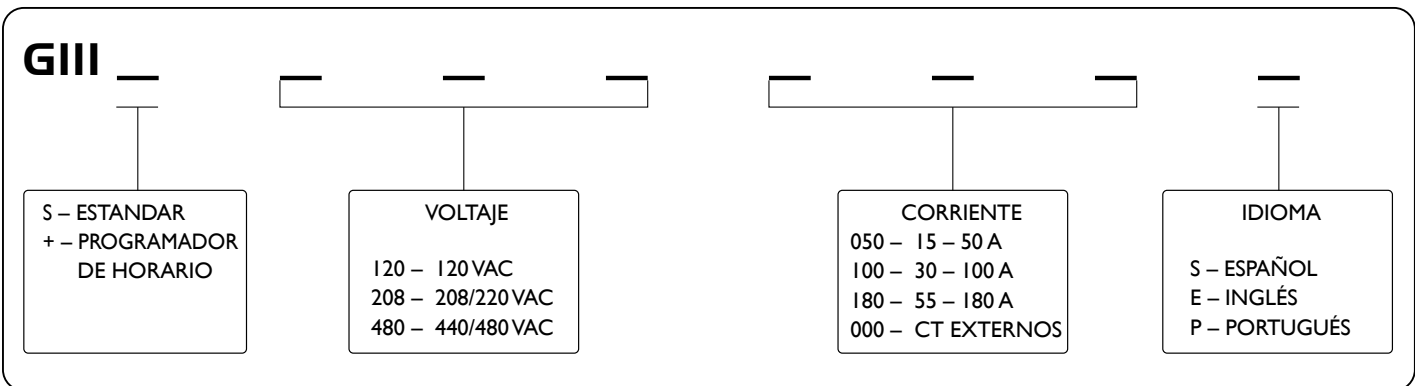 GIII _ _ _ _ _ _ _ _
S – ESTANDAR
+ – PROGRAMADOR
DE HORARIO
VOLTAJE
120 – 120 VAC
208 – 208/220 VAC
480 – 440/480 VAC
CORRIENTE
050 – 15 – 50 A
100 – 30 – 100 A
180 – 55 – 180 A
000 – CT EXTERNOS
IDIOMA
S – ESPAÑOL
E – INGLÉS
P – PORTUGUÉS